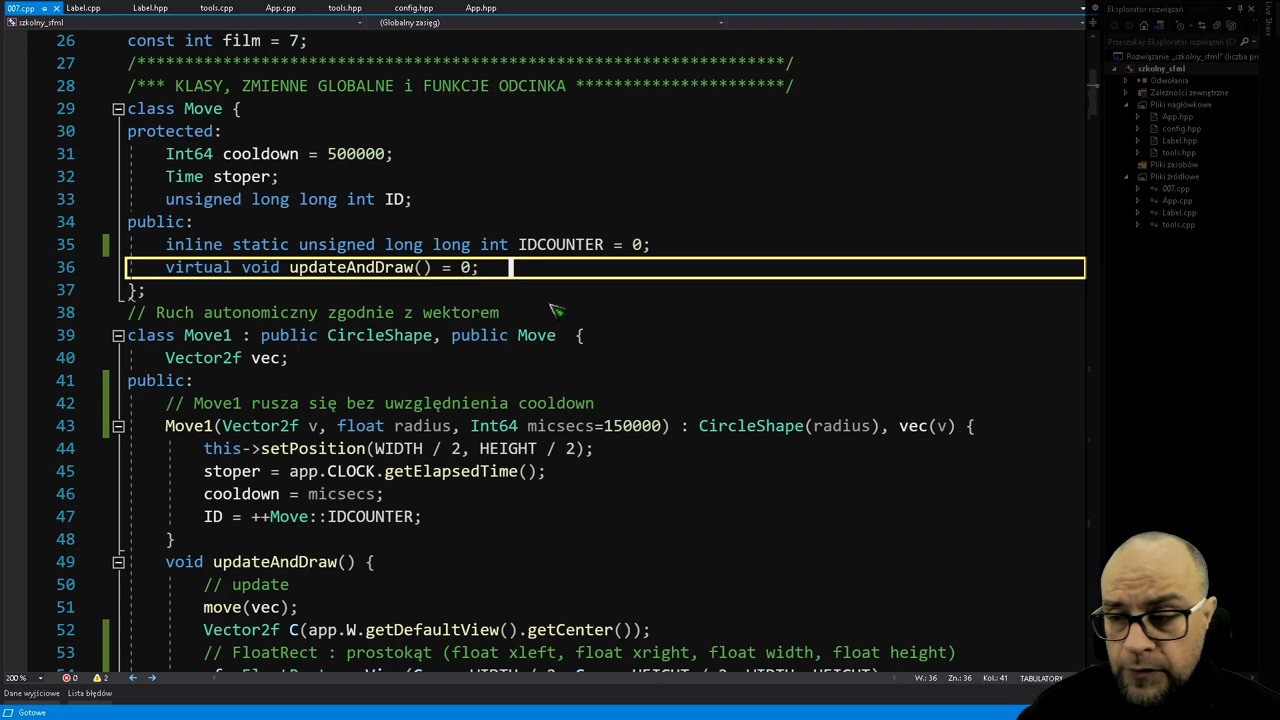 007.cpp
Label.cpp
Label.hpp
tools.cpp
App.cpp
tools.hpp
config.hpp
App.hpp
szkolny_sfml
(Globalny zasięg)
26 const int film = 7;
27 /********************************************************************/
28 /*** KLASY, ZMIENNE GLOBALNE i FUNKCJE ODCINKA **********************/
29 class Move {
30 protected:
31 Int64 cooldown = 500000;
32 Time stoper;
33 unsigned long long int ID;
34 public:
35 inline static unsigned long long int IDCOUNTER = 0;
36 virtual void updateAndDraw() = 0;
37 };
38 // Ruch autonomiczny zgodnie z wektorem
39 class Move1 : public CircleShape, public Move {
40 Vector2f vec;
41 public:
42 // Move1 rusza się bez uwzględnienia cooldown
43 Move1(Vector2f v, float radius, Int64 micsecs=150000) : CircleShape(radius), vec(v) {
44 this->setPosition(WIDTH / 2, HEIGHT / 2);
45 stoper = app.CLOCK.getElapsedTime();
46 cooldown = micsecs;
47 ID = ++Move::IDCOUNTER;
48 }
49 void updateAndDraw() {
50 // update
51 move(vec);
52 Vector2f C(app.W.getDefaultView().getCenter());
53 // FloatRect : prostokąt (float xleft, float xright, float width, float height)
200 %
0
2
W.: 36
Zn.: 36
Kol.: 41
TABULATORY
Dane wyjściowe
Lista błędów
Gotowe
Eksplorator rozwiązań
Przeszukaj: Eksplorator rozwiązań (
Rozwiązanie „szkolny_sfml” (liczba pro
szkolny_sfml
Odwołania
Zależności zewnętrzne
Pliki nagłówkowe
App.hpp
config.hpp
Label.hpp
tools.hpp
Pliki zasobów
Pliki źródłowe
007.cpp
App.cpp
Label.cpp
tools.cpp
Live Share